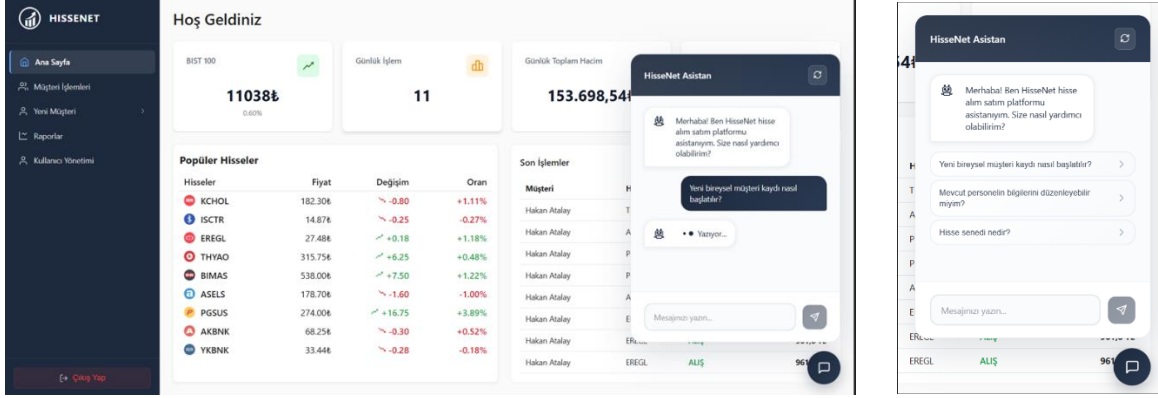 HISSENET
Ana Sayfa
Müşteri İşlemleri
Yeni Müşteri
Raporlar
Kullanıcı Yönetimi
Çıkış Yap
Hoş Geldiniz
BIST 100
11038₺
0.60%
Günlük İşlem
11
Günlük Toplam Hacim
153.698,54₺
Popüler Hisseler
Hisseler Fiyat Değişim Oran
KCHOL 182.30₺ -0.80 +1.11%
ISCTR 14.87₺ -0.25 -0.27%
EREGL 27.48₺ +0.18 +1.18%
THYAO 315.75₺ +6.25 +0.48%
BIMAS 538.00₺ +7.50 +1.22%
ASELS 178.70₺ -1.60 -1.00%
PGSUS 274.00₺ +16.75 +3.89%
AKBNK 68.25₺ -0.30 +0.52%
YKBNK 33.44₺ -0.28 -0.18%
Son İşlemler
Müşteri H
Hakan Atalay T
Hakan Atalay A
Hakan Atalay P
Hakan Atalay P
Hakan Atalay A
Hakan Atalay E
Hakan Atalay
Hakan Atalay EREGL ALIŞ 961
HisseNet Asistan
Merhaba! Ben HisseNet hisse
alım satım platformu
asistanıyım. Size nasıl yardımcı
olabilirim?
Yeni bireysel müşteri kaydı nasıl
başlatılır?
Yazıyor...
Mesajınızı yazın...
54₺
HisseNet Asistan
Merhaba! Ben HisseNet hisse
alım satım platformu
asistanıyım. Size nasıl yardımcı
olabilirim?
Yeni bireysel müşteri kaydı nasıl başlatılır?
Mevcut personelin bilgilerini düzenleyebilir
miyim?
Hisse senedi nedir?
Mesajınızı yazın...
H
T
A
P
P
A
E
EREGL ALIŞ 961